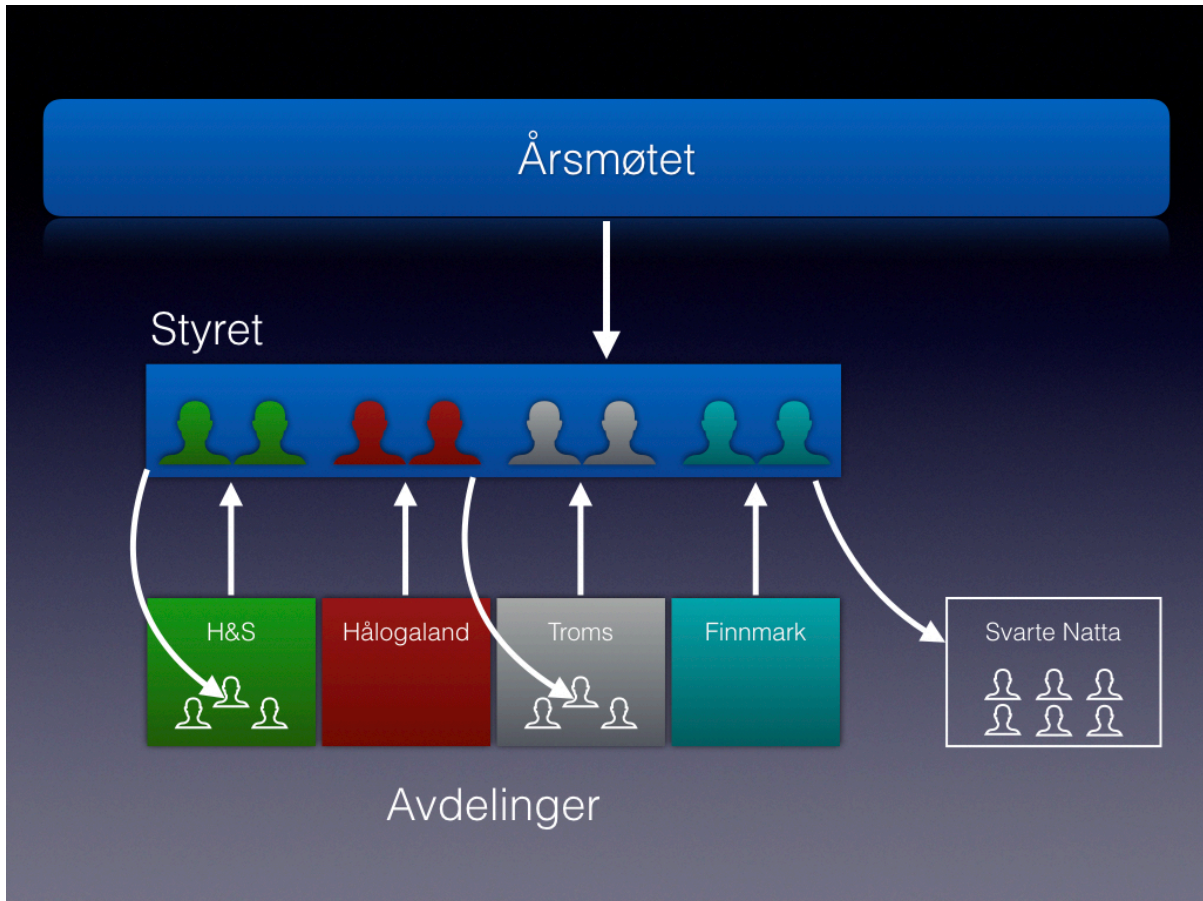 Årsmøtet
Styret
H&S
Hålogaland
Troms
Finnmark
Svarte Natta
Avdelinger